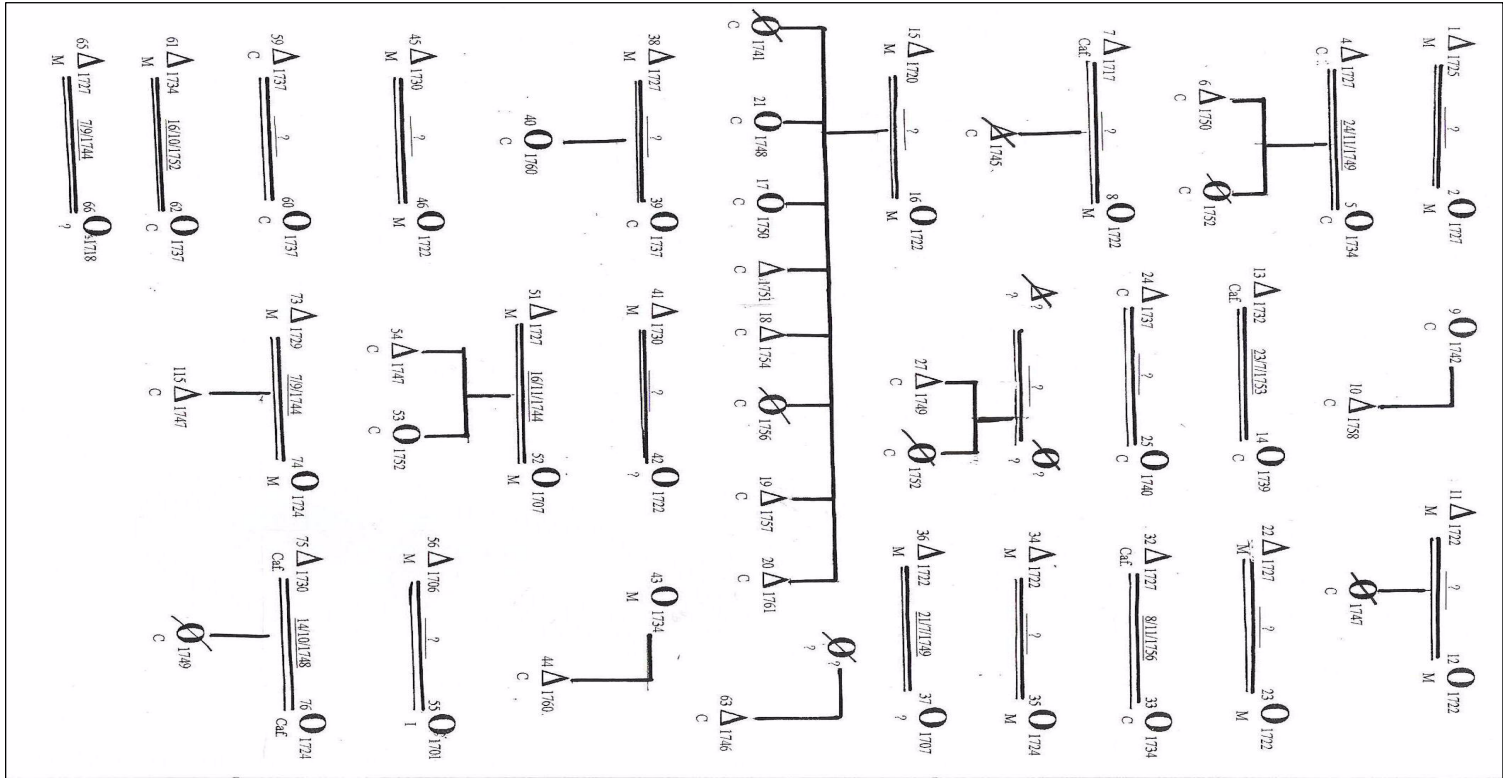 1 1725 ? 2 1727
M M
9 1742
C
10 1758
C
11 1722 ? 12 1722
M M
1747
C
4 1727 24/11/1749 5 1734
C C
6 1750 1752
C C
13 1732 23/7/1753 14 1739
Caf. C
22 1727 ? 23 1722
M M
7 1717 ? 8 1722
Caf. M
1745
C
24 1737 ? 25 1740
C C
32 1727 8/11/1756 33 1734
Caf. C
? ? ?
? ?
27 1749 1752
C C
34 1722 ? 35 1724
M M
15 1720 ? 16 1722
M M
36 1722 21/7/1749 37 1707
M ?
1741 21 1748 17 1750 1751 18 1754 1756 19 1757 20 1761
C C C C C C C C
?
?
63 1746
C
38 1727 ? 39 1737
M C
40 1760
C
41 1730 ? 42 1722
M ?
43 1734
M
44 1760.
C
45 1730 ? 46 1722
M M
51 1727 16/11/1744 52 1707
M M
54 1747 53 1752
C C
56 1706 ? 55 1701
M I
59 1737 ? 60 1737
C C
61 1734 16/10/1752 62 1737
M C
73 1729 7/9/1744 74 1724
M M
115 1747
C
75 1730 14/10/1748 76 1724
Caf. Caf.
1749
C
65 1727 7/9/1744 66 1718
M ?